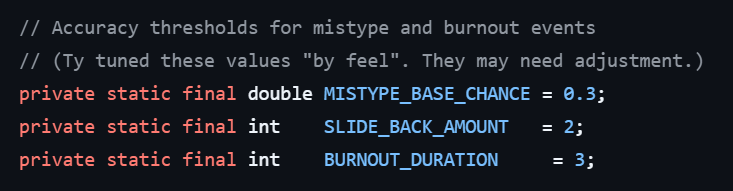 // Accuracy thresholds for mistype and burnout events
// (Ty tuned these values "by feel". They may need adjustment.)
private static final double MISTYPE_BASE_CHANCE = 0.3;
private static final int    SLIDE_BACK_AMOUNT   = 2;
private static final int    BURNOUT_DURATION     = 3;